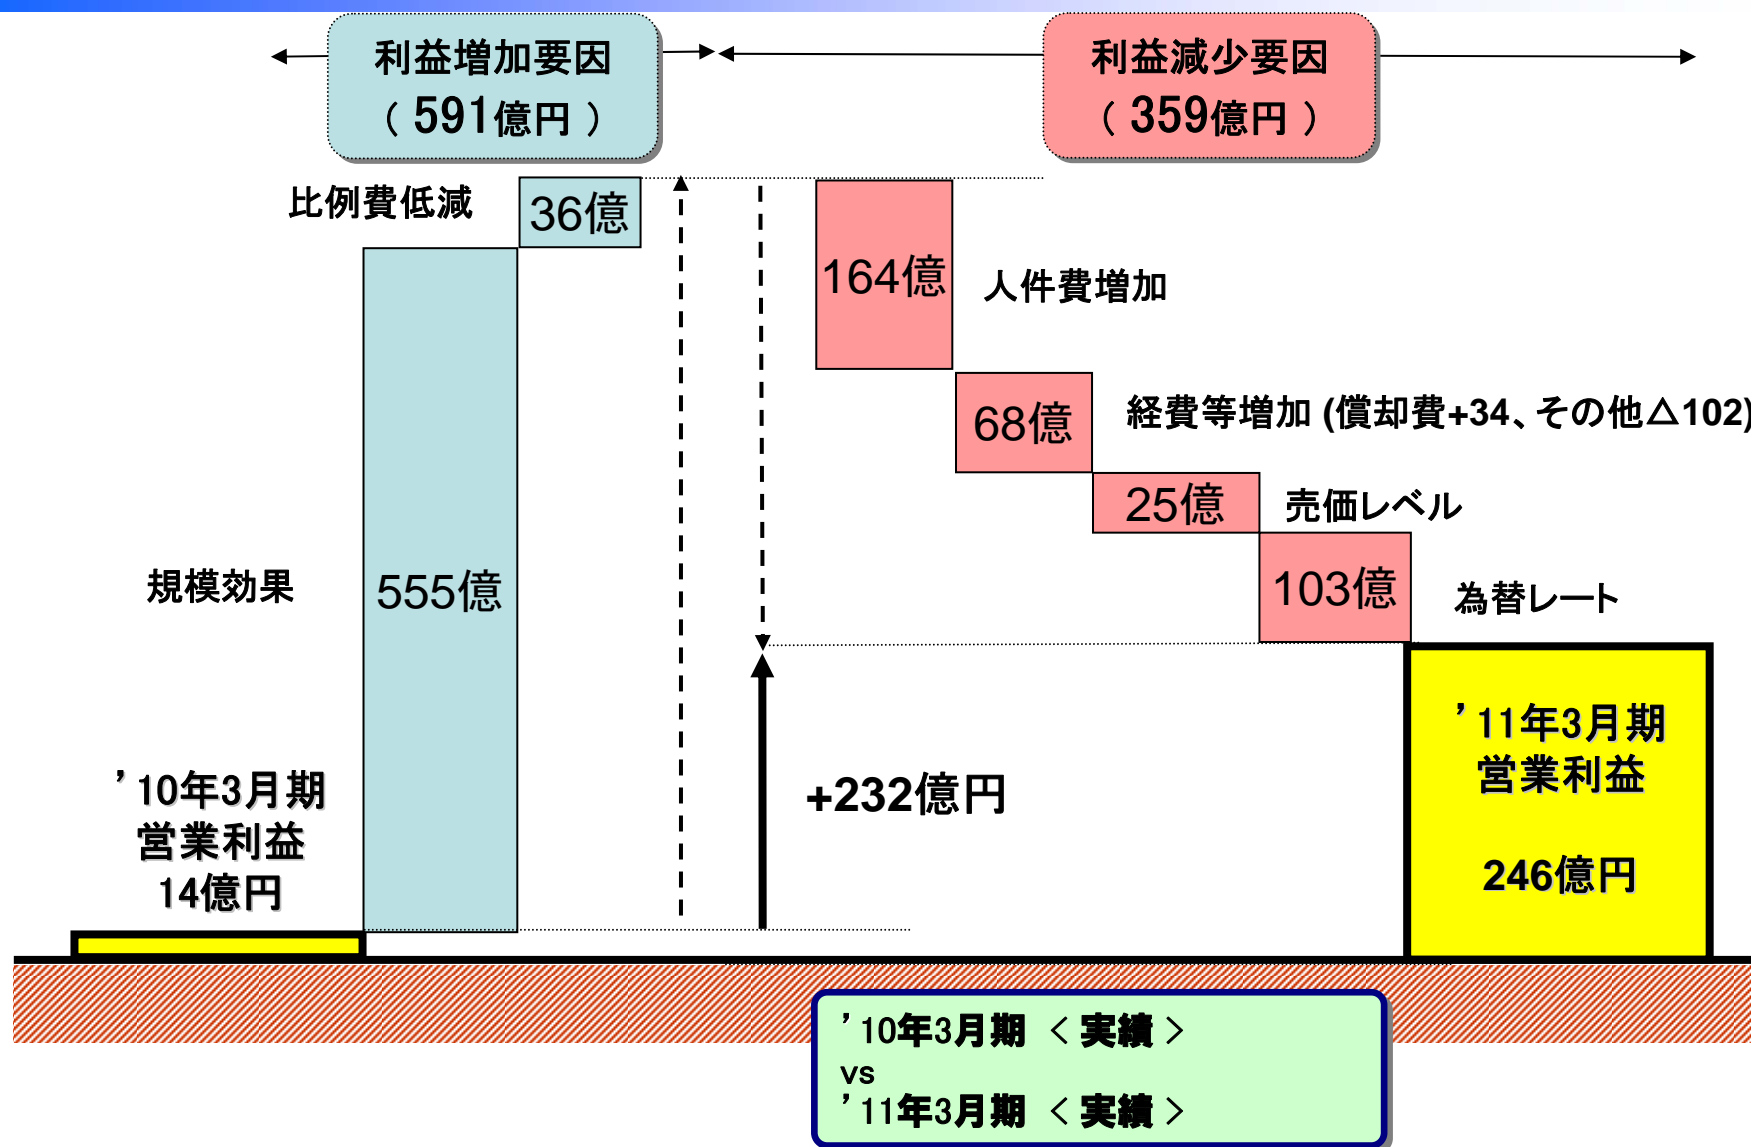 利益増加要因
（ 591億円 ）
利益減少要因
（ 359億円 ）
比例費低減
36億
164億
人件費増加
68億
経費等増加 (償却費+34、その他△102)
25億
売価レベル
規模効果
555億
103億
為替レート
’10年3月期
営業利益
14億円
+232億円
’11年3月期
営業利益
246億円
’10年3月期 ＜ 実績 ＞
vs
’11年3月期 ＜ 実績 ＞